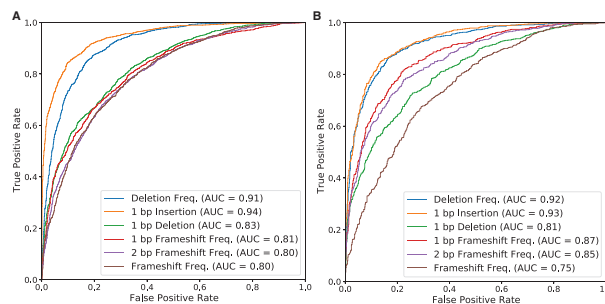 A
1.0
0.8
0.6
0.4
0.2
0.0
True Positive Rate
Deletion Freq. (AUC = 0.91)
1 bp Insertion (AUC = 0.94)
1 bp Deletion (AUC = 0.83)
1 bp Frameshift Freq. (AUC = 0.81)
2 bp Frameshift Freq. (AUC = 0.80)
Frameshift Freq. (AUC = 0.80)
0,0 0,2 0,4 0,6 0,8 1,0
False Positive Rate
B
1.0
0.8
0.6
0.4
0.2
0.0
True Positive Rate
Deletion Freq. (AUC = 0.92)
1 bp Insertion (AUC = 0.93)
1 bp Deletion (AUC = 0.81)
1 bp Frameshift Freq. (AUC = 0.87)
2 bp Frameshift Freq. (AUC = 0.85)
Frameshift Freq. (AUC = 0.75)
0.0 0.2 0.4 0.6 0.8 1.0
False Positive Rate